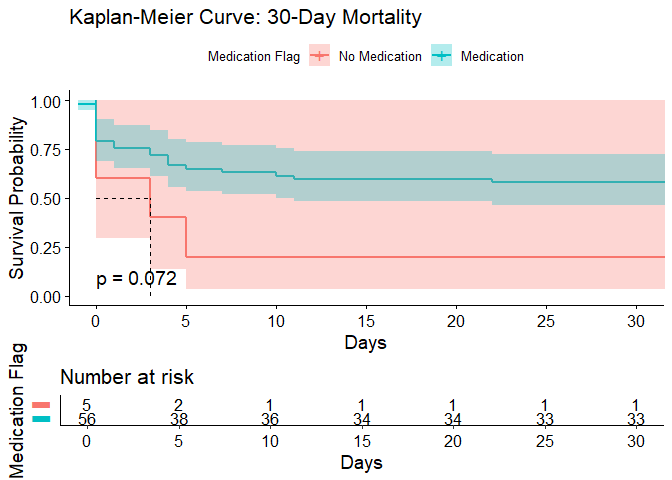 Kaplan-Meier Curve: 30-Day Mortality
Medication Flag No Medication Medication
Survival Probability
1.00
0.75
0.50
0.25
0.00
p = 0.072
0 5 10 15 20 25 30
Days
Number at risk
Medication Flag
5 2 1 1 1 1 1
56 38 36 34 34 33 33
0 5 10 15 20 25 30
Days